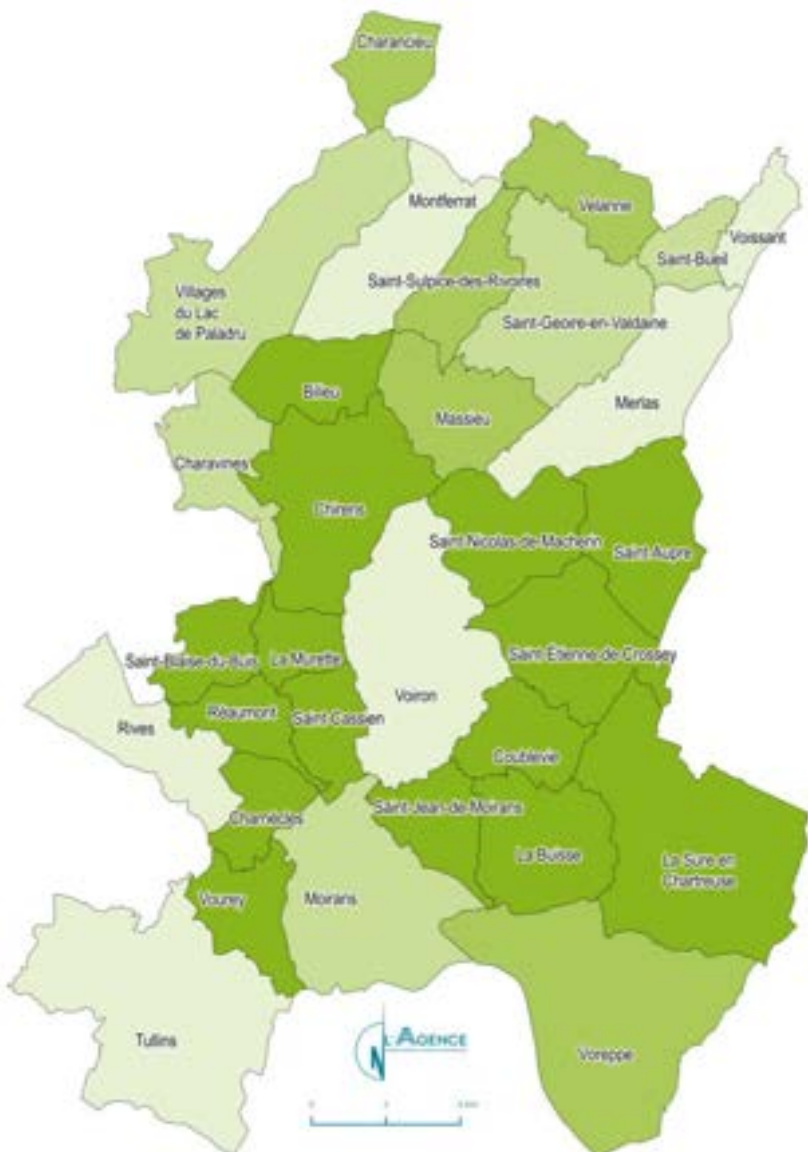 Charancieu
Montferrat
Velanne
Voissant
Saint-Bueil
Saint-Sulpice-des-Rivoires
Villages
du Lac
de Paladru
Saint-Geoire-en-Valdaine
Bilieu
Massieu
Merlas
Charavines
Chirens
Saint-Nicolas-de-Macherin
Saint-Aupre
Saint-Blaise-du-Buis
La Murette
Saint-Étienne-de-Crossey
Voiron
Réaumont
Saint-Cassien
Rives
Coublevie
Charnècles
Saint-Jean-de-Moirans
La Buisse
La Sure en
Chartreuse
Vourey
Moirans
Tullins
L'AGENCE
N
Voreppe
0